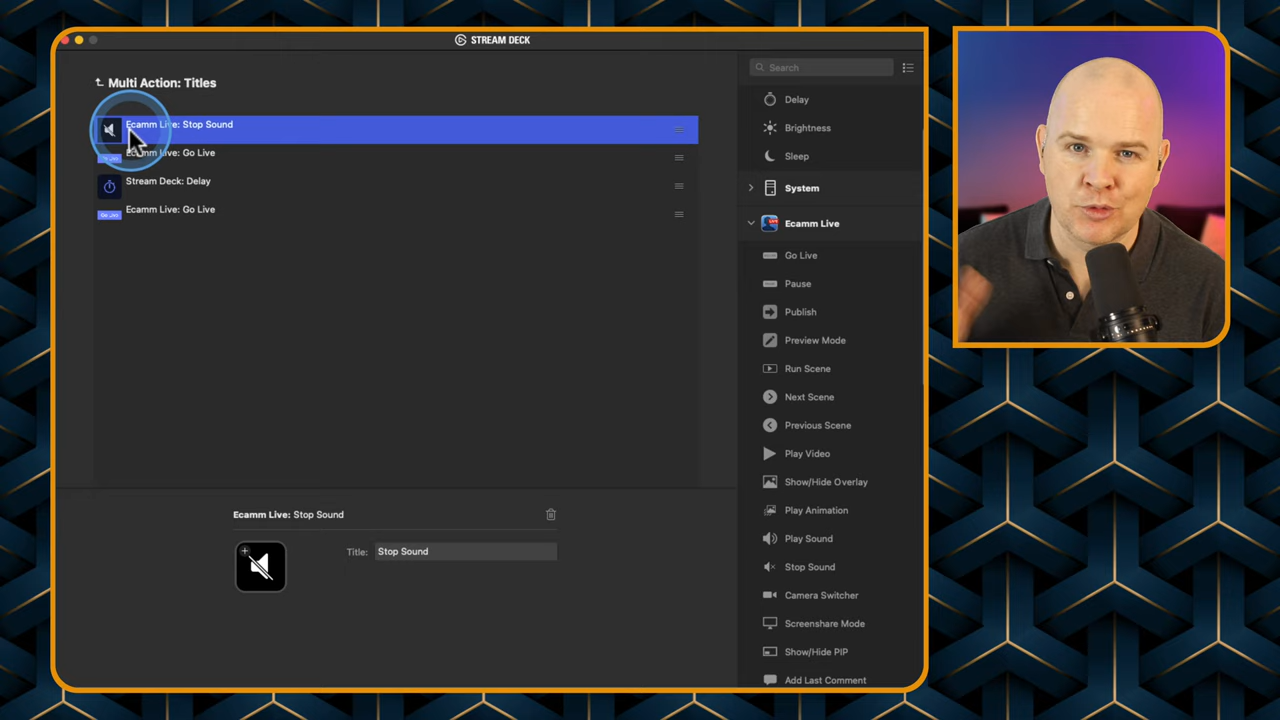 STREAM DECK
Multi Action: Titles
Ecamm Live: Stop Sound
Ecamm Live: Go Live
Stream Deck: Delay
Ecamm Live: Go Live
Ecamm Live: Stop Sound
Title: Stop Sound
Search
Delay
Brightness
Sleep
System
Ecamm Live
Go Live
Pause
Publish
Preview Mode
Run Scene
Next Scene
Previous Scene
Play Video
Show/Hide Overlay
Play Animation
Play Sound
Stop Sound
Camera Switcher
Screenshare Mode
Show/Hide PIP
Add Last Comment